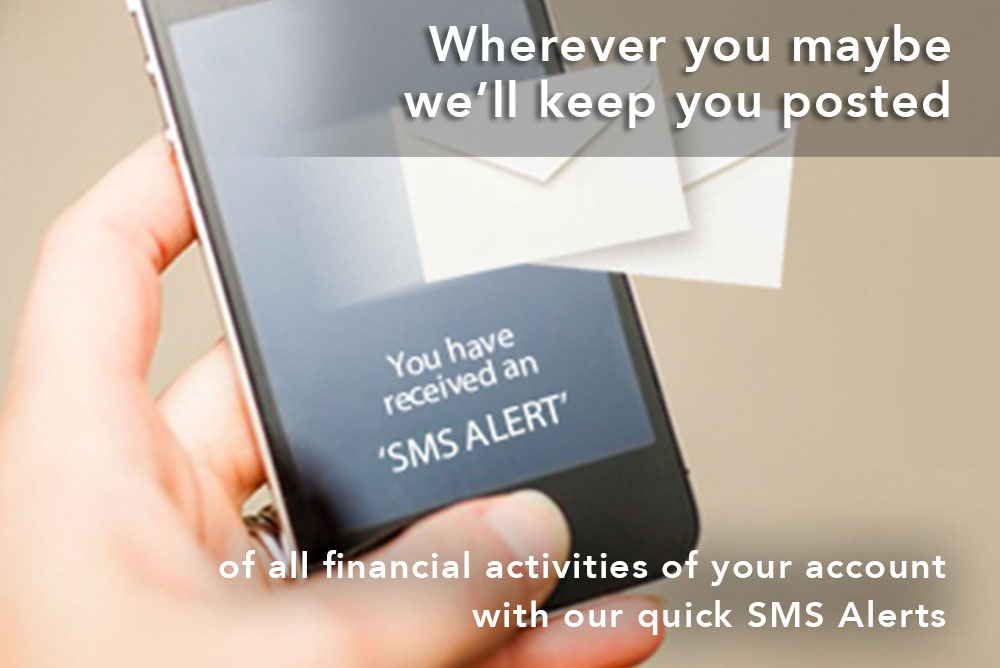 Wherever you maybe
we’ll keep you posted
You have
received an
‘SMS ALERT’
of all financial activities of your account
with our quick SMS Alerts